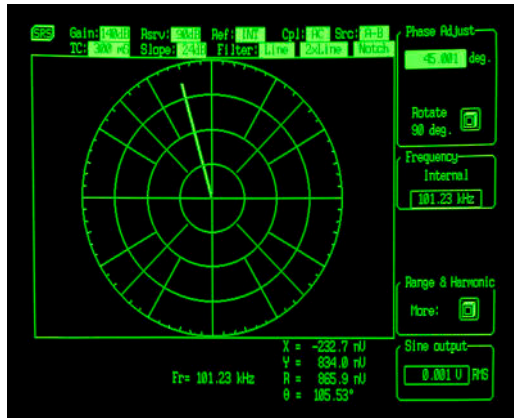 SRS Gain: 140dB Rsrv: 90dB Ref: INT Cpl: AC Src: A-B
TC: 300 mS Slope: 24dB Filter: Line 2xLine Notch
Phase Adjust
45.001 deg.
Rotate
90 deg.
Frequency
Internal
101.23 kHz
Range & Harmonic
More:
Sine output
0.001 V RMS
X = -232.7 nV
Y = 834.0 nV
Fr= 101.23 kHz R = 865.9 nV
θ = 105.53°